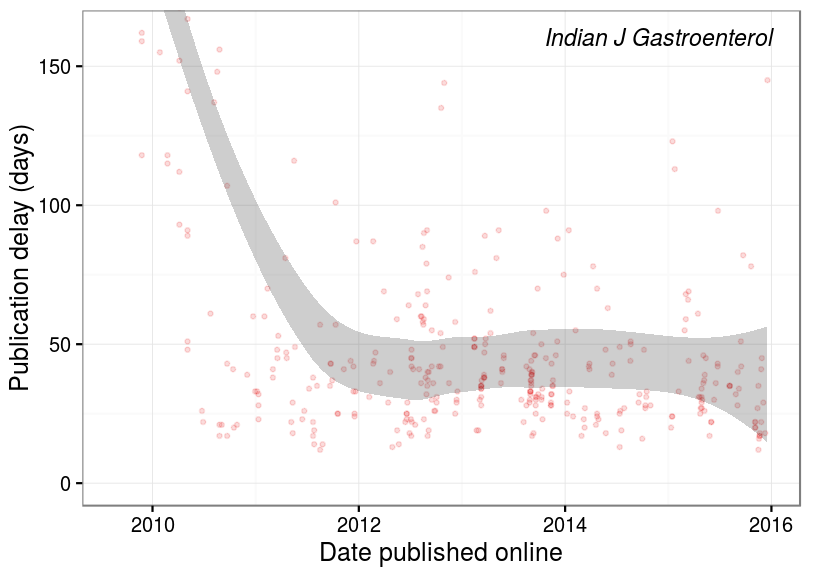 Indian J Gastroenterol
150
100
50
0
Publication delay (days)
2010 2012 2014 2016
Date published online